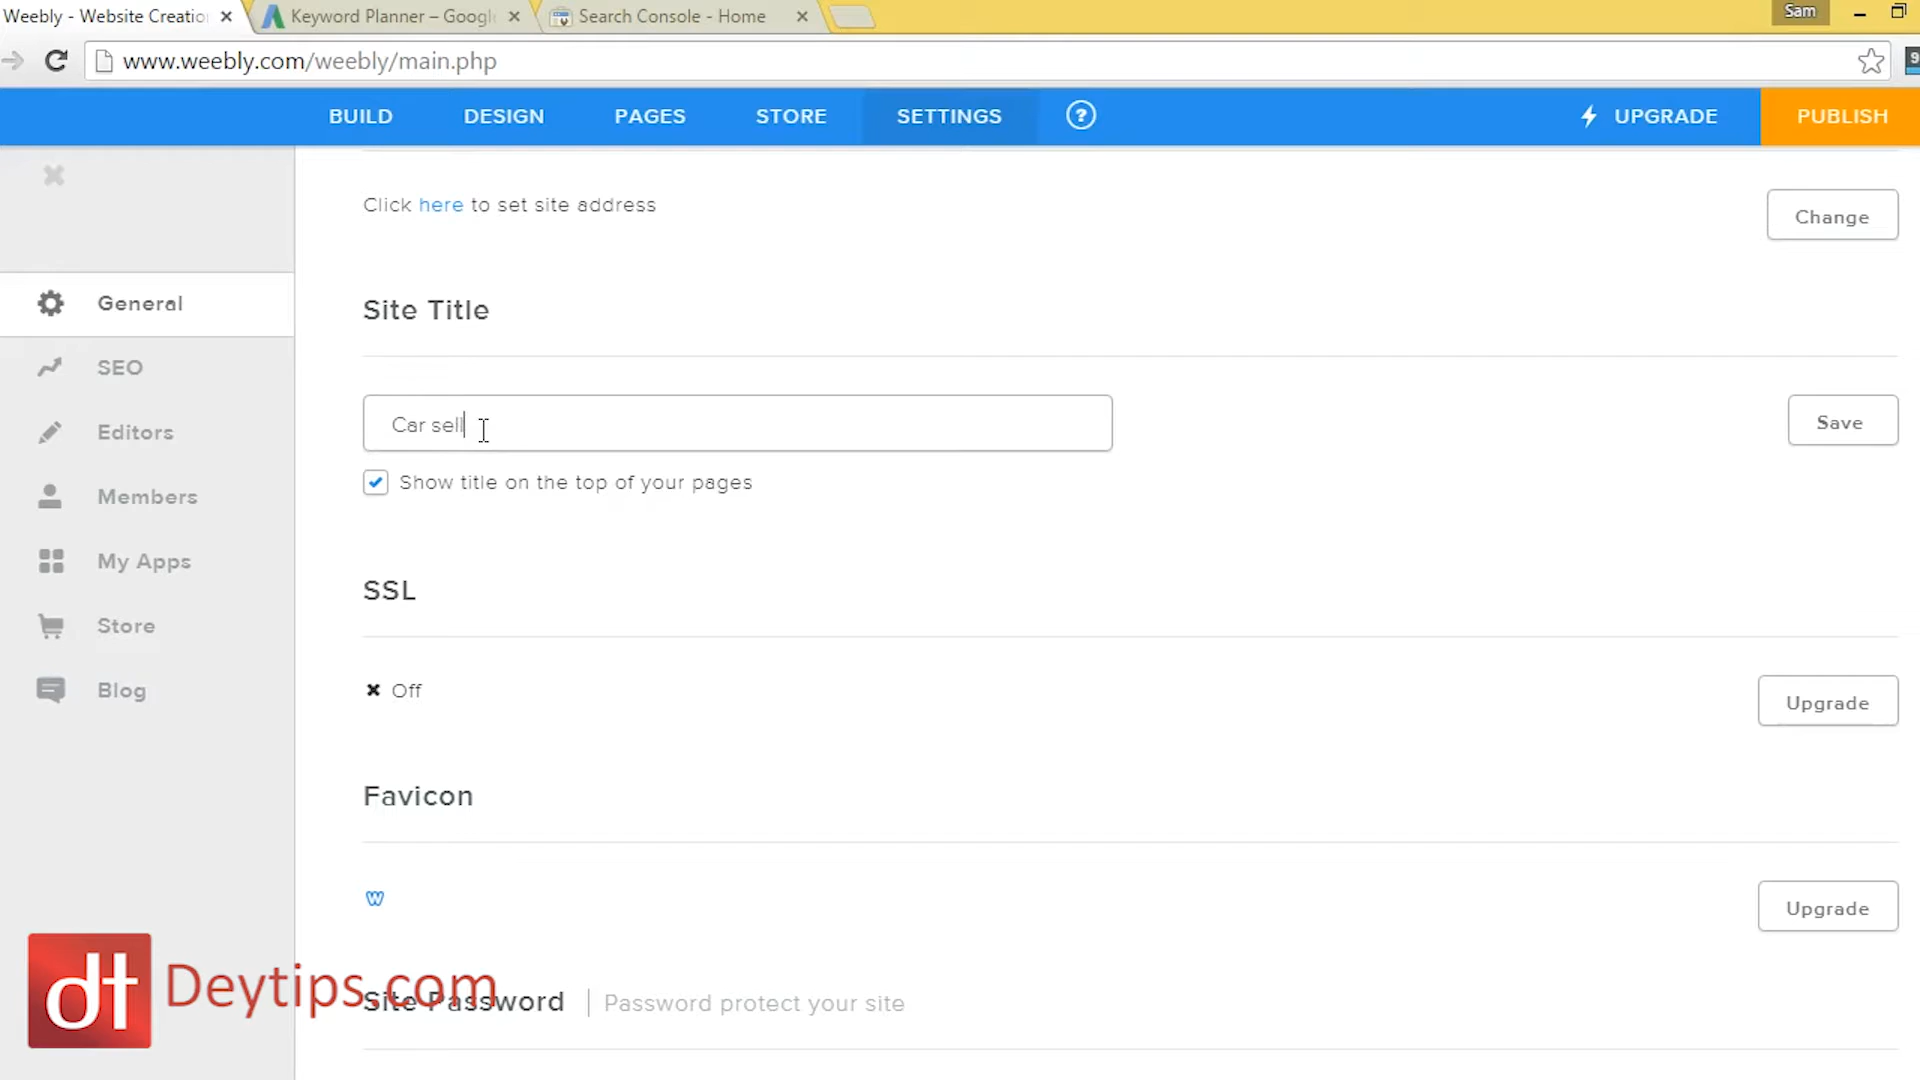 Weebly - Website Creatio
Keyword Planner – Googl
Search Console - Home
Sam
www.weebly.com/weebly/main.php
9
BUILD
DESIGN
PAGES
STORE
SETTINGS
?
UPGRADE
PUBLISH
Click here to set site address
Change
General
Site Title
SEO
Car sell
Save
Editors
Show title on the top of your pages
Members
My Apps
SSL
Store
Off
Upgrade
Blog
Favicon
W
Upgrade
dt Deytips.com
Site Password
Password protect your site